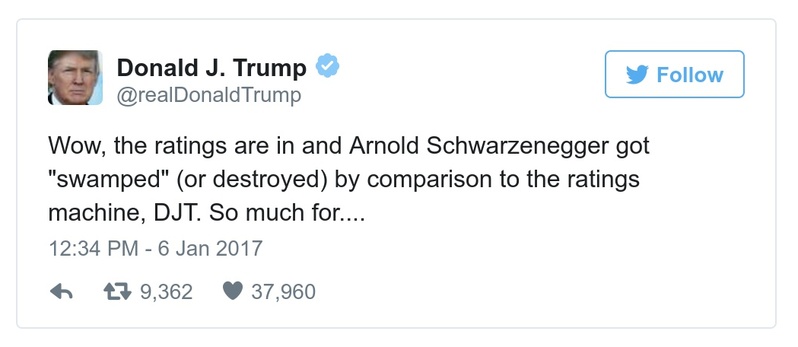 Donald J. Trump
@realDonaldTrump
Follow
Wow, the ratings are in and Arnold Schwarzenegger got
"swamped" (or destroyed) by comparison to the ratings
machine, DJT. So much for....
12:34 PM - 6 Jan 2017
9,362 37,960